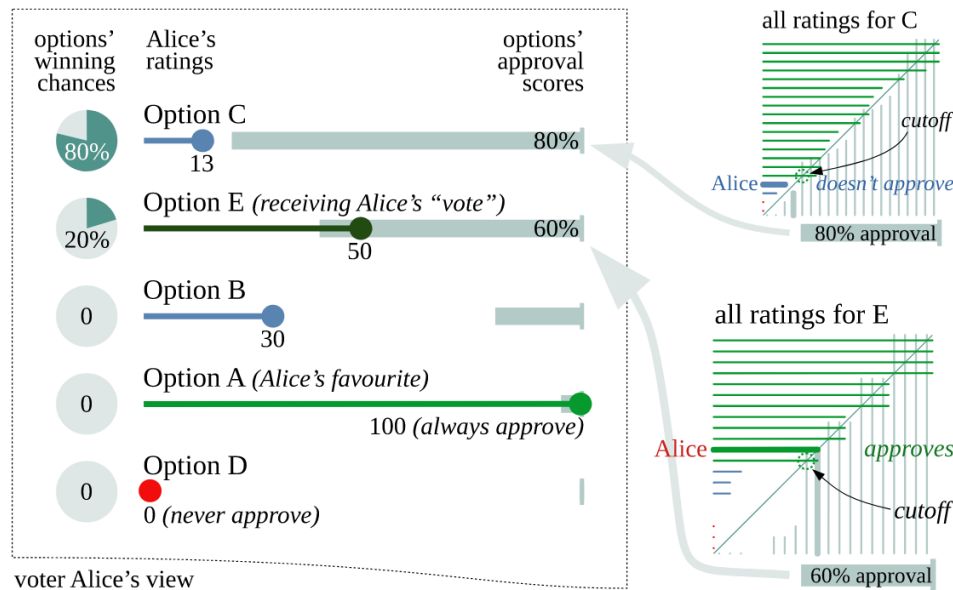 options' winning chances
Alice's ratings
options' approval scores
Option C
80%
13
80%
Option E (receiving Alice's “vote”)
20%
50
60%
Option B
0
30
Option A (Alice's favourite)
0
100 (always approve)
Option D
0
0 (never approve)
voter Alice's view
all ratings for C
cutoff
Alice
doesn't approve
80% approval
all ratings for E
Alice
approves
cutoff
60% approval